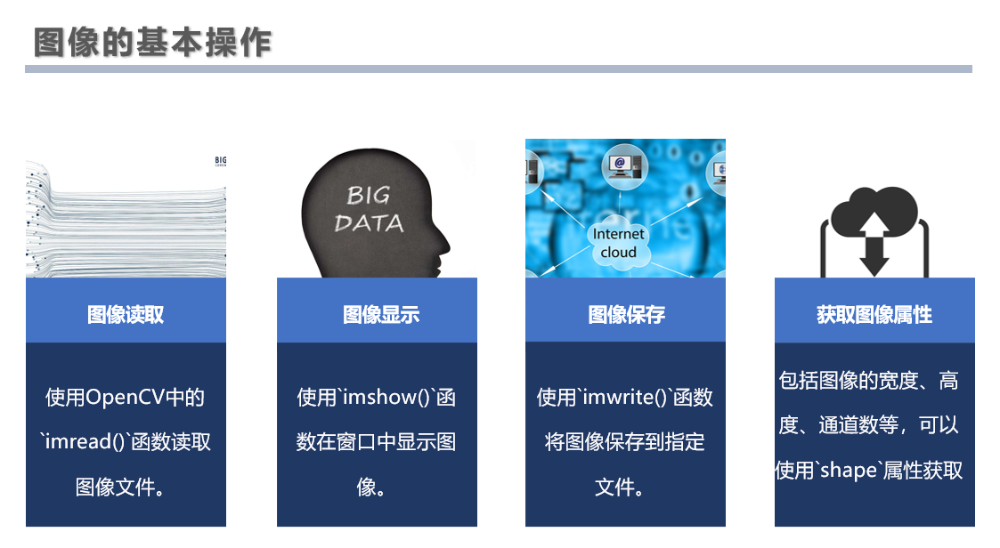 图像的基本操作
BIG
BIG
DATA
@
Internet
cloud
图像读取
图像显示
图像保存
获取图像属性
使用OpenCV中的
`imread()`函数读取
图像文件。
使用`imshow()`函
数在窗口中显示图
像。
使用`imwrite()`函数
将图像保存到指定
文件。
包括图像的宽度、高
度、通道数等，可以
使用`shape`属性获取